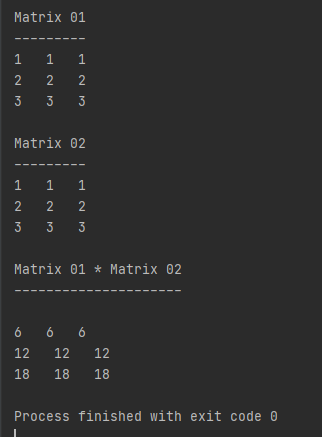 Matrix 01
---------
1   1   1
2   2   2
3   3   3
Matrix 02
---------
1   1   1
2   2   2
3   3   3
Matrix 01 * Matrix 02
---------------------
6   6   6
12   12   12
18   18   18
Process finished with exit code 0